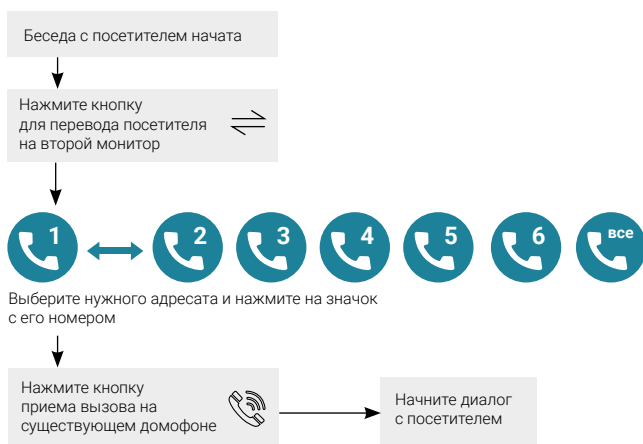 Беседа с посетителем начата
Нажмите кнопку
для перевода посетителя
на второй монитор
1 2 3 4 5 6 все
Выберите нужного адресата и нажмите на значок
с его номером
Нажмите кнопку
приема вызова на
существующем домофоне
Начните диалог
с посетителем